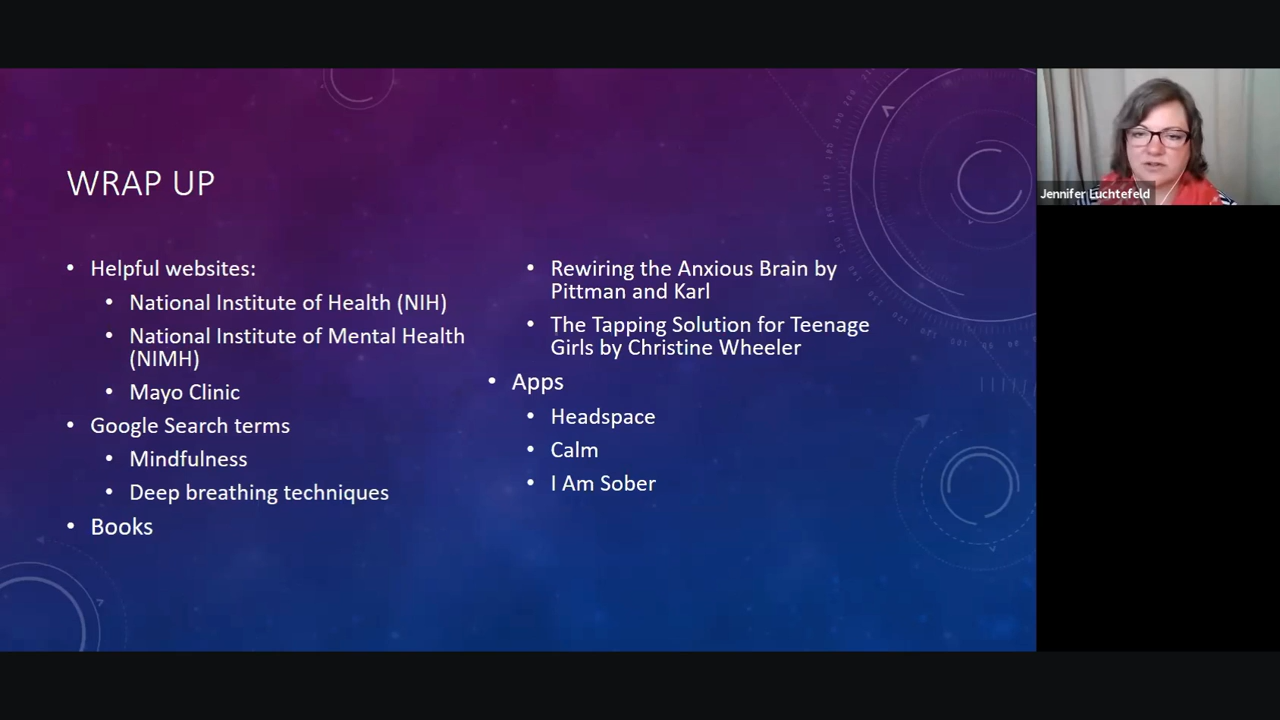 WRAP UP
• Helpful websites:
• National Institute of Health (NIH)
• National Institute of Mental Health
(NIMH)
• Mayo Clinic
• Google Search terms
• Mindfulness
• Deep breathing techniques
• Books
• Rewiring the Anxious Brain by
Pittman and Karl
• The Tapping Solution for Teenage
Girls by Christine Wheeler
• Apps
• Headspace
• Calm
• I Am Sober
Jennifer Luchtefeld